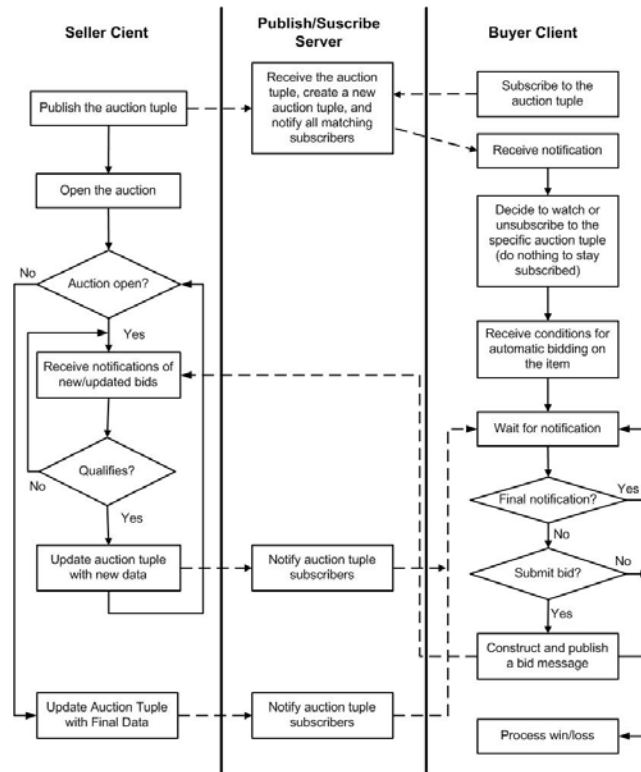 Seller Cient
Publish/Suscribe
Server
Buyer Client
Publish the auction tuple
Receive the auction
tuple, create a new
auction tuple, and
notify all matching
subscribers
Subscribe to the
auction tuple
Receive notification
Open the auction
Decide to watch or
unsubscribe to the
specific auction tuple
(do nothing to stay
subscribed)
No
Auction open?
Yes
Receive conditions for
automatic bidding on
the item
Receive notifications of
new/updated bids
Wait for notification
Qualifies?
No
Yes
Final notification?
Yes
No
Update auction tuple
with new data
Notify auction tuple
subscribers
Submit bid?
No
Yes
Construct and publish
a bid message
Update Auction Tuple
with Final Data
Notify auction tuple
subscribers
Process win/loss